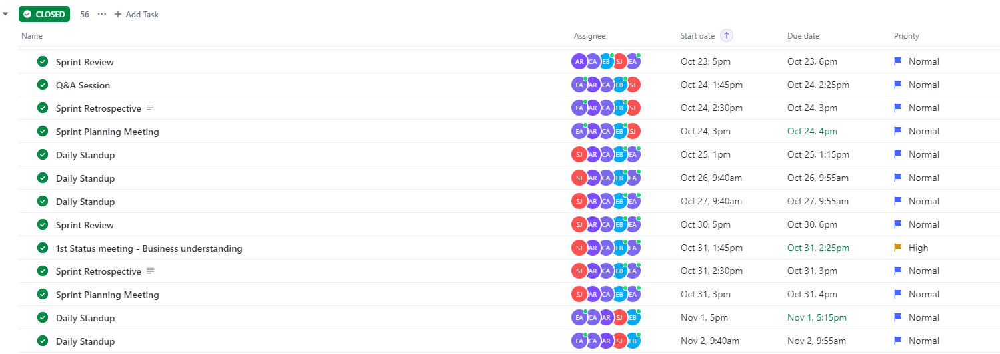 CLOSED 56 ... + Add Task
Name Assignee Start date Due date Priority
Sprint Review AR CA EB SJ EA Oct 23, 5pm Oct 23, 6pm Normal
Q&A Session EA AR CA EB SJ Oct 24, 1:45pm Oct 24, 2:25pm Normal
Sprint Retrospective EA AR CA EB SJ Oct 24, 2:30pm Oct 24, 3pm Normal
Sprint Planning Meeting EA AR CA EB SJ Oct 24, 3pm Oct 24, 4pm Normal
Daily Standup SJ AR CA EB EA Oct 25, 1pm Oct 25, 1:15pm Normal
Daily Standup SJ AR CA EB EA Oct 26, 9:40am Oct 26, 9:55am Normal
Daily Standup SJ AR CA EB EA Oct 27, 9:40am Oct 27, 9:55am Normal
Sprint Review SJ AR CA EB EA Oct 30, 5pm Oct 30, 6pm Normal
1st Status meeting - Business understanding SJ AR CA EB EA Oct 31, 1:45pm Oct 31, 2:25pm High
Sprint Retrospective SJ AR CA EB EA Oct 31, 2:30pm Oct 31, 3pm Normal
Sprint Planning Meeting SJ AR CA EB EA Oct 31, 3pm Oct 31, 4pm Normal
Daily Standup EA CA AR SJ EB Nov 1, 5pm Nov 1, 5:15pm Normal
Daily Standup EA CA AR SJ EB Nov 2, 9:40am Nov 2, 9:55am Normal